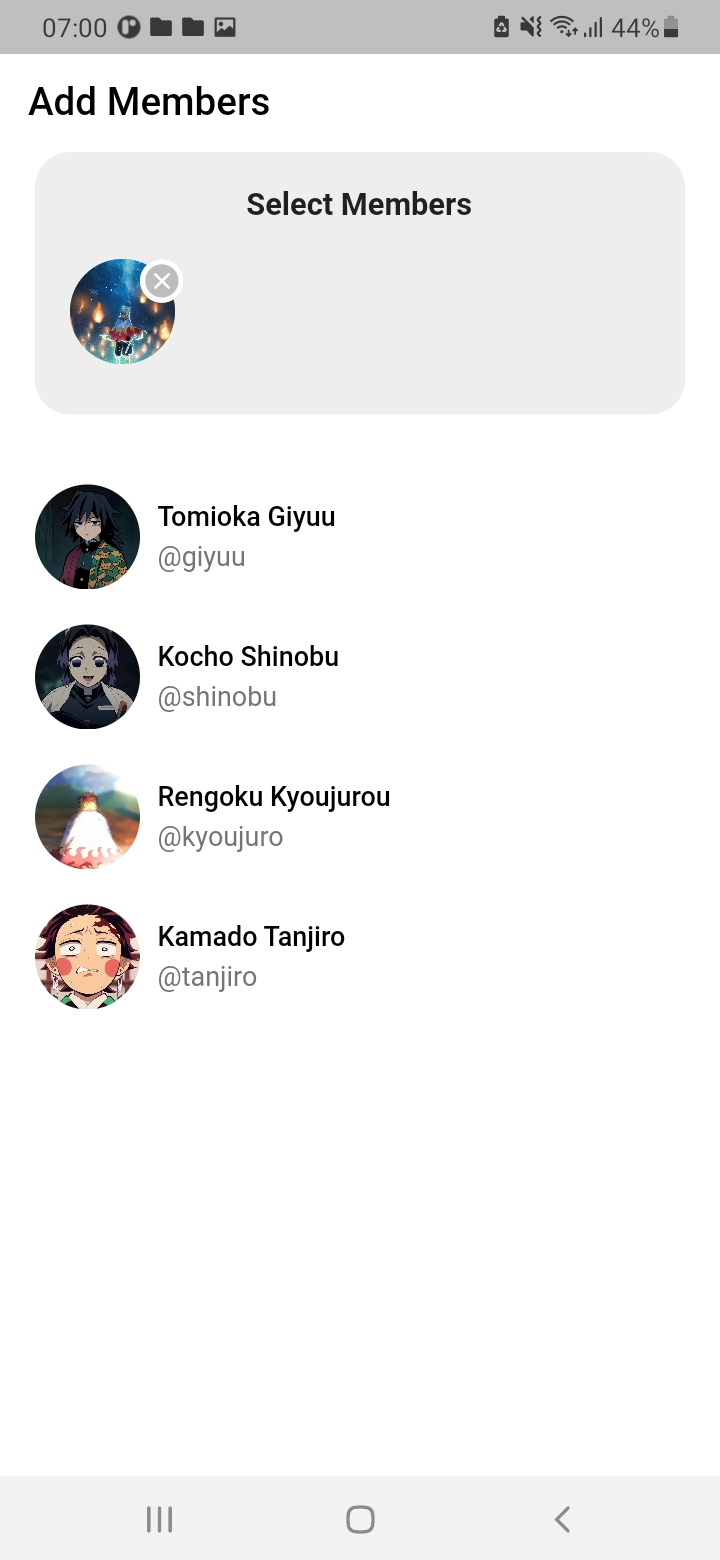 07:00 44%
Add Members
Select Members
Tomioka Giyuu
@giyuu
Kocho Shinobu
@shinobu
Rengoku Kyoujurou
@kyoujuro
Kamado Tanjiro
@tanjiro